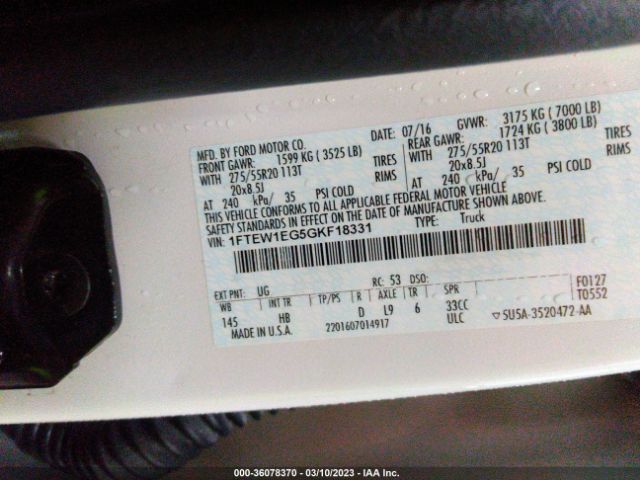 MFD. BY FORD MOTOR CO.
DATE: 07/16 GVWR: 3175 KG ( 7000 LB)
FRONT GAWR: 1599 KG ( 3525 LB) REAR GAWR: 1724 KG ( 3800 LB)
WITH 275/55R20 113T TIRES WITH 275/55R20 113T TIRES
20x8.5J RIMS 20x8.5J RIMS
AT 240 kPa/ 35 PSI COLD AT 240 kPa/ 35 PSI COLD
THIS VEHICLE CONFORMS TO ALL APPLICABLE FEDERAL MOTOR VEHICLE
SAFETY STANDARDS IN EFFECT ON THE DATE OF MANUFACTURE SHOWN ABOVE.
VIN: 1FTEW1EG5GKF18331 TYPE: Truck
EXT PNT: UG RC: 53 DSO: F0127
WB INT TR TP/PS R AXLE TR SPR T0552
145 HB D L9 6 33CC
MADE IN U.S.A. 2201607014917 ULC ▽ SU5A-3520472-AA
000-36078370 - 03/10/2023 - IAA Inc.